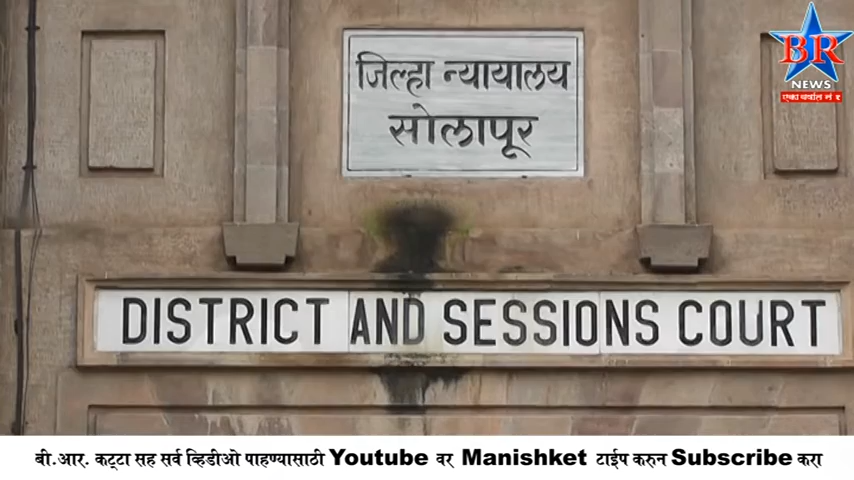 जिल्हा न्यायालय
सोलापूर
BR
NEWS
DISTRICT AND SESSIONS COURT
बी.आर. कट्टा सह सर्व व्हिडीओ पाहण्यासाठी Youtube वर Manishket टाईप करुन Subscribe करा